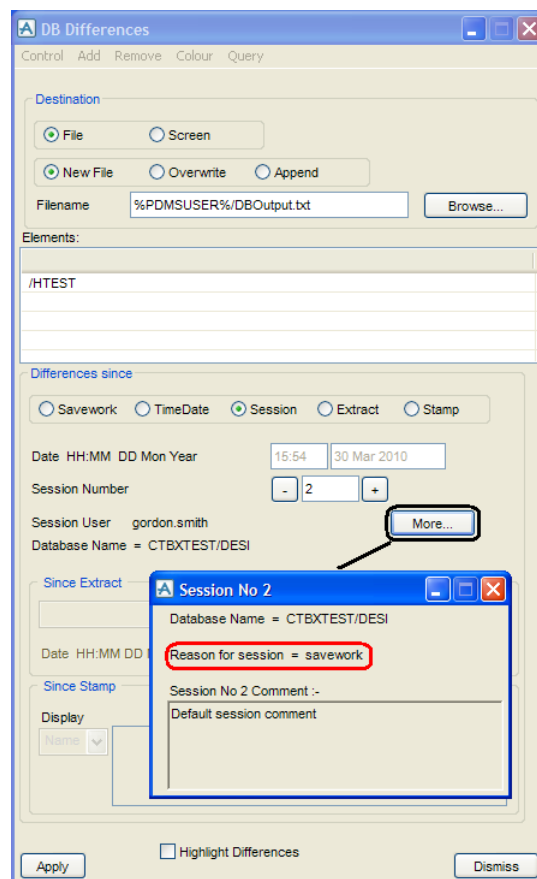 DB Differences
Control Add Remove Colour Query
Destination
File Screen
New File Overwrite Append
Filename %PDMSUSER%/DBOutput.txt Browse...
Elements:
/HTEST
Differences since
Savework TimeDate Session Extract Stamp
Date HH:MM DD Mon Year 15:54 30 Mar 2010
Session Number - 2 +
Session User gordon.smith More...
Database Name = CTBXTEST/DESI
Since Extract
Session No 2
Database Name = CTBXTEST/DESI
Date HH:MM DD
Reason for session = savework
Since Stamp
Session No 2 Comment :-
Display
Default session comment
Name
Highlight Differences
Apply Dismiss